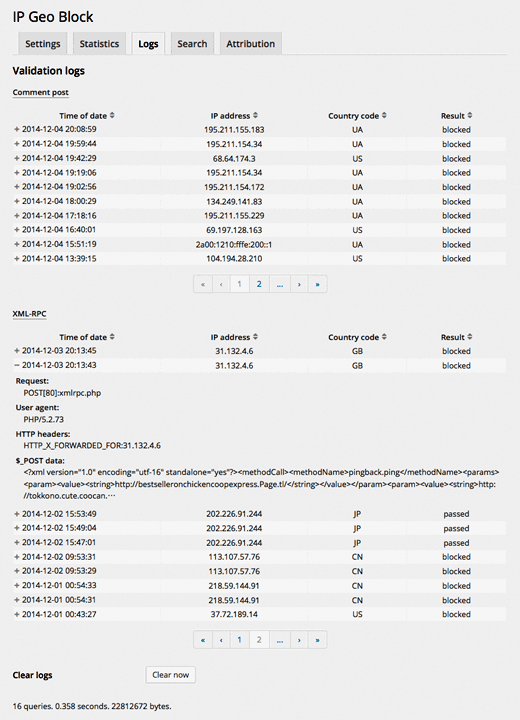 IP Geo Block
Settings Statistics Logs Search Attribution
Validation logs
Comment post
Time of date IP address Country code Result
+ 2014-12-04 20:08:59 195.211.155.183 UA blocked
+ 2014-12-04 19:59:44 195.211.154.34 UA blocked
+ 2014-12-04 19:42:29 68.64.174.3 US blocked
+ 2014-12-04 19:19:06 195.211.154.34 UA blocked
+ 2014-12-04 19:02:56 195.211.154.172 UA blocked
+ 2014-12-04 18:00:29 134.249.141.83 UA blocked
+ 2014-12-04 17:18:16 195.211.155.229 UA blocked
+ 2014-12-04 16:40:01 69.197.128.163 US blocked
+ 2014-12-04 15:51:19 2a00:1210:fffe:200::1 UA blocked
+ 2014-12-04 13:39:15 104.194.28.210 US blocked
« ‹ 1 2 ... › »
XML-RPC
Time of date IP address Country code Result
+ 2014-12-03 20:13:45 31.132.4.6 GB blocked
− 2014-12-03 20:13:43 31.132.4.6 GB blocked
Request:
POST[80]:xmlrpc.php
User agent:
PHP/5.2.73
HTTP headers:
HTTP_X_FORWARDED_FOR:31.132.4.6
$_POST data:
<?xml version="1.0" encoding="utf-16" standalone="yes"?><methodCall><methodName>pingback.ping</methodName><params>
<param><value><string>http://bestselleronchickencoopexpress.Page.tl/</string></value></param><param><value><string>http:
//tokkono.cute.coocan.···
+ 2014-12-02 15:53:49 202.226.91.244 JP passed
+ 2014-12-02 15:49:04 202.226.91.244 JP passed
+ 2014-12-02 15:47:01 202.226.91.244 JP passed
+ 2014-12-02 09:53:31 113.107.57.76 CN blocked
+ 2014-12-02 09:53:29 113.107.57.76 CN blocked
+ 2014-12-01 00:54:33 218.59.144.91 CN blocked
+ 2014-12-01 00:54:31 218.59.144.91 CN blocked
+ 2014-12-01 00:43:27 37.72.189.14 US blocked
« ‹ 1 2 ... › »
Clear logs Clear now
16 queries. 0.358 seconds. 22812672 bytes.